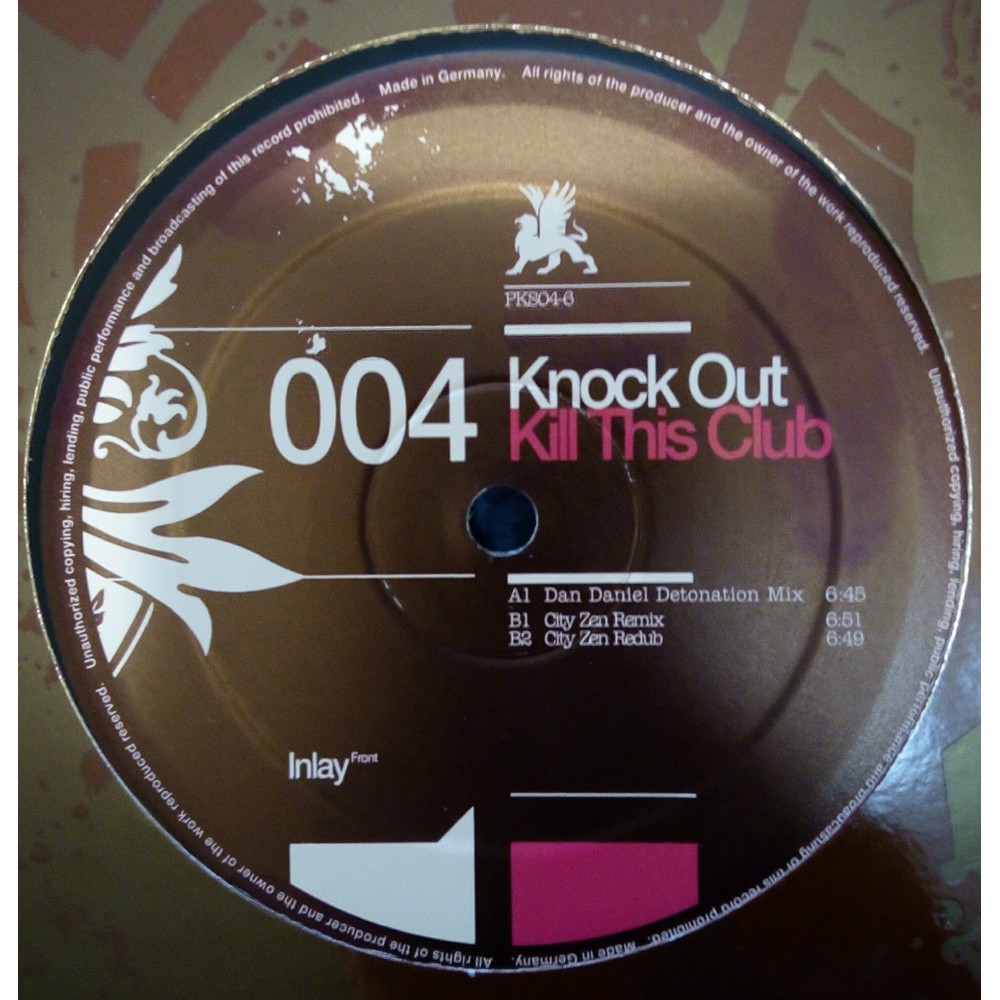 Unauthorized copying, hiring, lending, public performance and broadcasting of this record prohibited. Made in Germany. All rights of the producer and the owner of the work reproduced reserved.
Unauthorized copying, hiring, lending, public performance and broadcasting of this record prohibited. Made in Germany. All rights of the producer and the owner of the work reproduced reserved.
PKS04-6
004 Knock Out
Kill This Club
A1 Dan Daniel Detonation Mix 6:45
B1 City Zen Remix 6:51
B2 City Zen Redub 6:49
Inlay Front